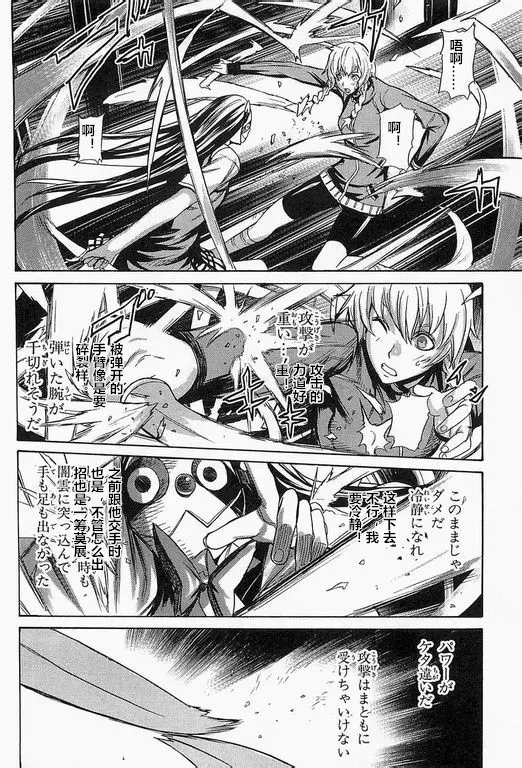 唔啊……
啊！
啊！
攻撃が
重い…
攻击的
力道好
重！
被弹开的
手臂像是要
碎裂样，
弾いた腕が
千切れそうだ
このままじゃ
ダメだ
冷静になれ
这样下去
不行，我
要冷静！
之前跟他交手时
也是，不管怎么出
招也是一筹莫展
時も
闇雲に突っ込んで
手も足も出なかった
パワーが
ケタ違いだ
攻撃はまともに
受けちゃいけない